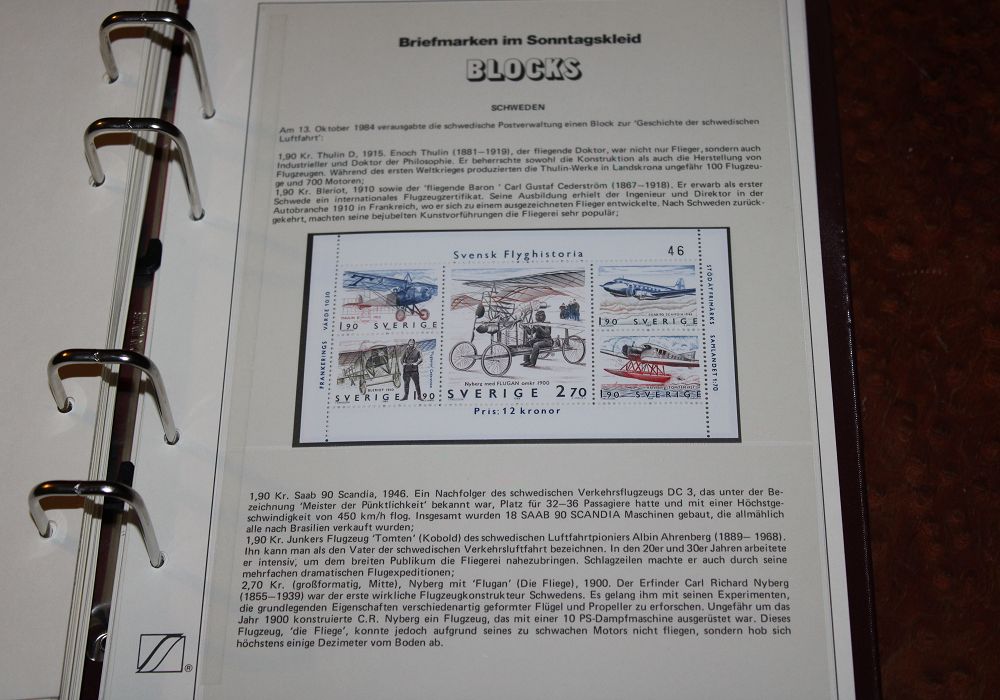 Briefmarken im Sonntagskleid
BLOCKS
SCHWEDEN
Am 13. Oktober 1984 verausgabte die schwedische Postverwaltung einen Block zur 'Geschichte der schwedischen
Luftfahrt':
1,90 Kr. Thulin D, 1915. Enoch Thulin (1881–1919), der fliegende Doktor, war nicht nur Flieger, sondern auch
Industrieller und Doktor der Philosophie. Er beherrschte sowohl die Konstruktion als auch die Herstellung von
Flugzeugen. Während des ersten Weltkrieges produzierten die Thulin-Werke in Landskrona ungefähr 100 Flugzeu-
ge und 700 Motoren;
1,90 Kr. Bleriot, 1910 sowie der 'fliegende Baron' Carl Gustaf Cederström (1867–1918). Er erwarb als erster
Schwede ein internationales Flugzeugzertifikat. Seine Ausbildung erhielt der Ingenieur und Direktor in der
Autobranche 1910 in Frankreich, wo er sich zu einem ausgezeichneten Flieger entwickelte. Nach Schweden zurück-
gekehrt, machten seine bejubelten Kunstvorführungen die Fliegerei sehr populär;
Svensk Flyghistoria
46
FRANKERINGS VÄRDE 10:30
STÖD AT FRIMÄRKS SAMLANDET 1:70
1.90 SVERIGE
1.90 SVERIGE
BLERIOT 1910
SVERIGE 1.90
Nyberg med FLUGAN omkr 1900
SVERIGE 2.70
1.90 SVERIGE
Pris: 12 kronor
1,90 Kr. Saab 90 Scandia, 1946. Ein Nachfolger des schwedischen Verkehrsflugzeugs DC 3, das unter der Be-
zeichnung 'Meister der Pünktlichkeit' bekannt war, Platz für 32–36 Passagiere hatte und mit einer Höchstge-
schwindigkeit von 450 km/h flog. Insgesamt wurden 18 SAAB 90 SCANDIA Maschinen gebaut, die allmählich
alle nach Brasilien verkauft wurden;
1,90 Kr. Junkers Flugzeug 'Tomten' (Kobold) des schwedischen Luftfahrtpioniers Albin Ahrenberg (1889– 1968).
Ihn kann man als den Vater der schwedischen Verkehrsluftfahrt bezeichnen. In den 20er und 30er Jahren arbeitete
er intensiv, um dem breiten Publikum die Fliegerei nahezubringen. Schlagzeilen machte er auch durch seine
mehrfachen dramatischen Flugexpeditionen;
2,70 Kr. (großformatig, Mitte), Nyberg mit 'Flugan' (Die Fliege), 1900. Der Erfinder Carl Richard Nyberg
(1855–1939) war der erste wirkliche Flugzeugkonstrukteur Schwedens. Es gelang ihm mit seinen Experimenten,
die grundlegenden Eigenschaften verschiedenartig geformter Flügel und Propeller zu erforschen. Ungefähr um das
Jahr 1900 konstruierte C.R. Nyberg ein Flugzeug, das mit einer 10 PS-Dampfmaschine ausgerüstet war. Dieses
Flugzeug, 'die Fliege', konnte jedoch aufgrund seines zu schwachen Motors nicht fliegen, sondern hob sich
höchstens einige Dezimeter vom Boden ab.
®